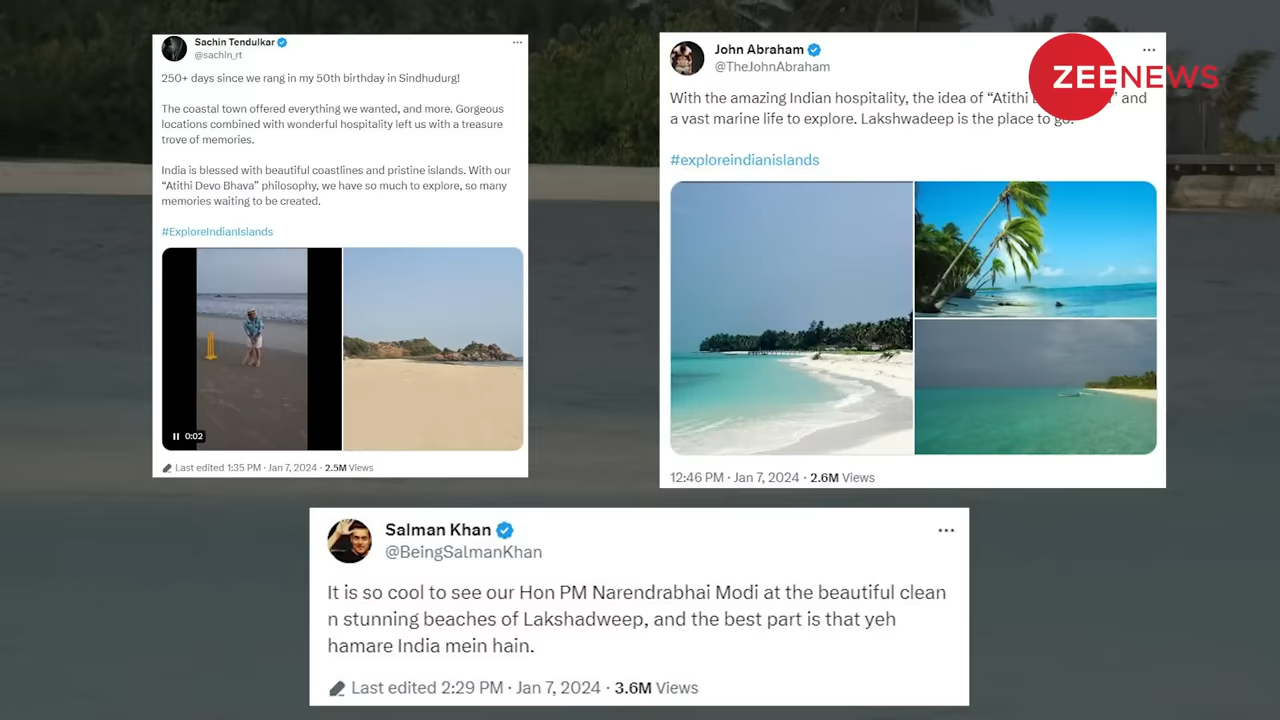 Sachin Tendulkar
@sachin_rt
250+ days since we rang in my 50th birthday in Sindhudurg!
The coastal town offered everything we wanted, and more. Gorgeous
locations combined with wonderful hospitality left us with a treasure
trove of memories.
India is blessed with beautiful coastlines and pristine islands. With our
“Atithi Devo Bhava” philosophy, we have so much to explore, so many
memories waiting to be created.
#ExploreIndianIslands
0:02
Last edited 1:35 PM · Jan 7, 2024 · 2.5M Views
John Abraham
@TheJohnAbraham
ZEENEWS
With the amazing Indian hospitality, the idea of “Atithi and
a vast marine life to explore. Lakshwadeep is the place to go.
#exploreindianislands
12:46 PM · Jan 7, 2024 · 2.6M Views
Salman Khan
@BeingSalmanKhan
It is so cool to see our Hon PM Narendrabhai Modi at the beautiful clean
n stunning beaches of Lakshadweep, and the best part is that yeh
hamare India mein hain.
Last edited 2:29 PM · Jan 7, 2024 · 3.6M Views